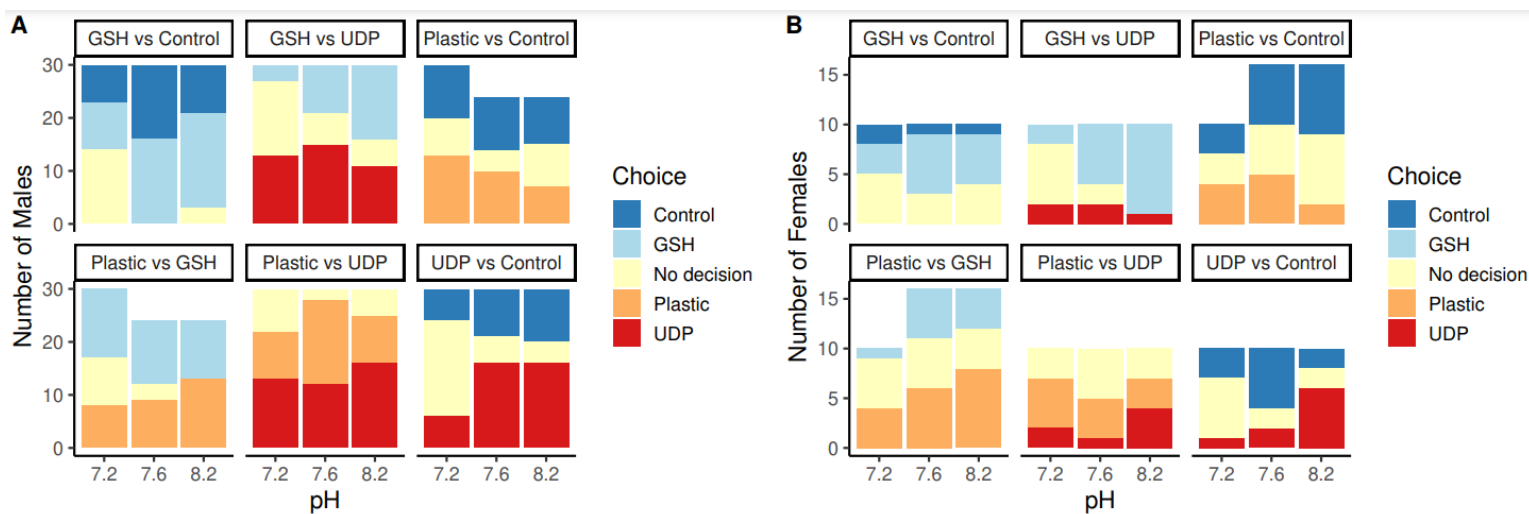 A
GSH vs Control GSH vs UDP Plastic vs Control
30
20
10
0
Plastic vs GSH Plastic vs UDP UDP vs Control
30
20
10
0
7.2 7.6 8.2 7.2 7.6 8.2 7.2 7.6 8.2
pH
Number of Males
Choice
Control
GSH
No decision
Plastic
UDP
B
GSH vs Control GSH vs UDP Plastic vs Control
15
10
5
0
Plastic vs GSH Plastic vs UDP UDP vs Control
15
10
5
0
7.2 7.6 8.2 7.2 7.6 8.2 7.2 7.6 8.2
pH
Number of Females
Choice
Control
GSH
No decision
Plastic
UDP